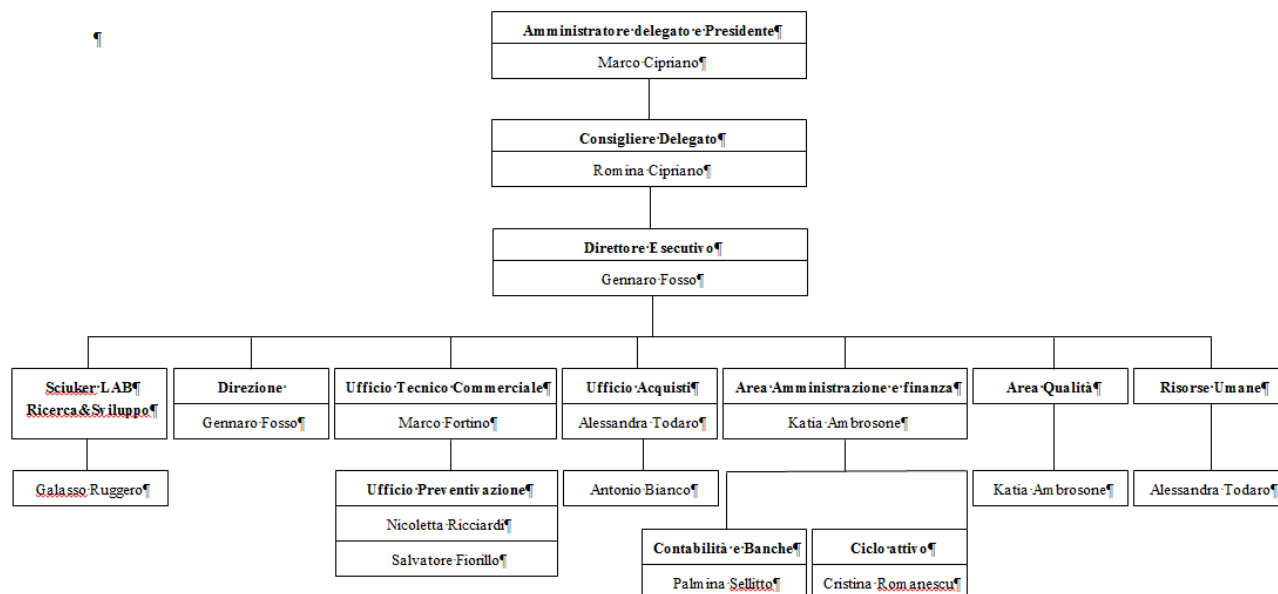 ¶
Amministratore·delegato·e·Presidente¶
Marco·Cipriano¶
Consigliere·Delegato¶
Romina·Cipriano¶
Direttore·Esecutivo¶
Gennaro·Fosso¶
Sciuker·LAB¶
Ricerca&Sviluppo¶
Galasso·Ruggero¶
Direzione·
Gennaro·Fosso¶
Ufficio·Tecnico·Commerciale¶
Marco·Fortino¶
Ufficio·Preventivazione¶
Nicoletta·Ricciardi¶
Salvatore·Fiorillo¶
Ufficio·Acquisti¶
Alessandra·Todaro¶
Antonio·Bianco¶
Area·Amministrazione·e·finanza¶
Katia·Ambrosone¶
Contabilità·e·Banche¶
Palmina·Sellitto¶
Ciclo·attivo¶
Cristina·Romanescu¶
Area·Qualità¶
Katia·Ambrosone¶
Risorse·Umane¶
Alessandra·Todaro¶